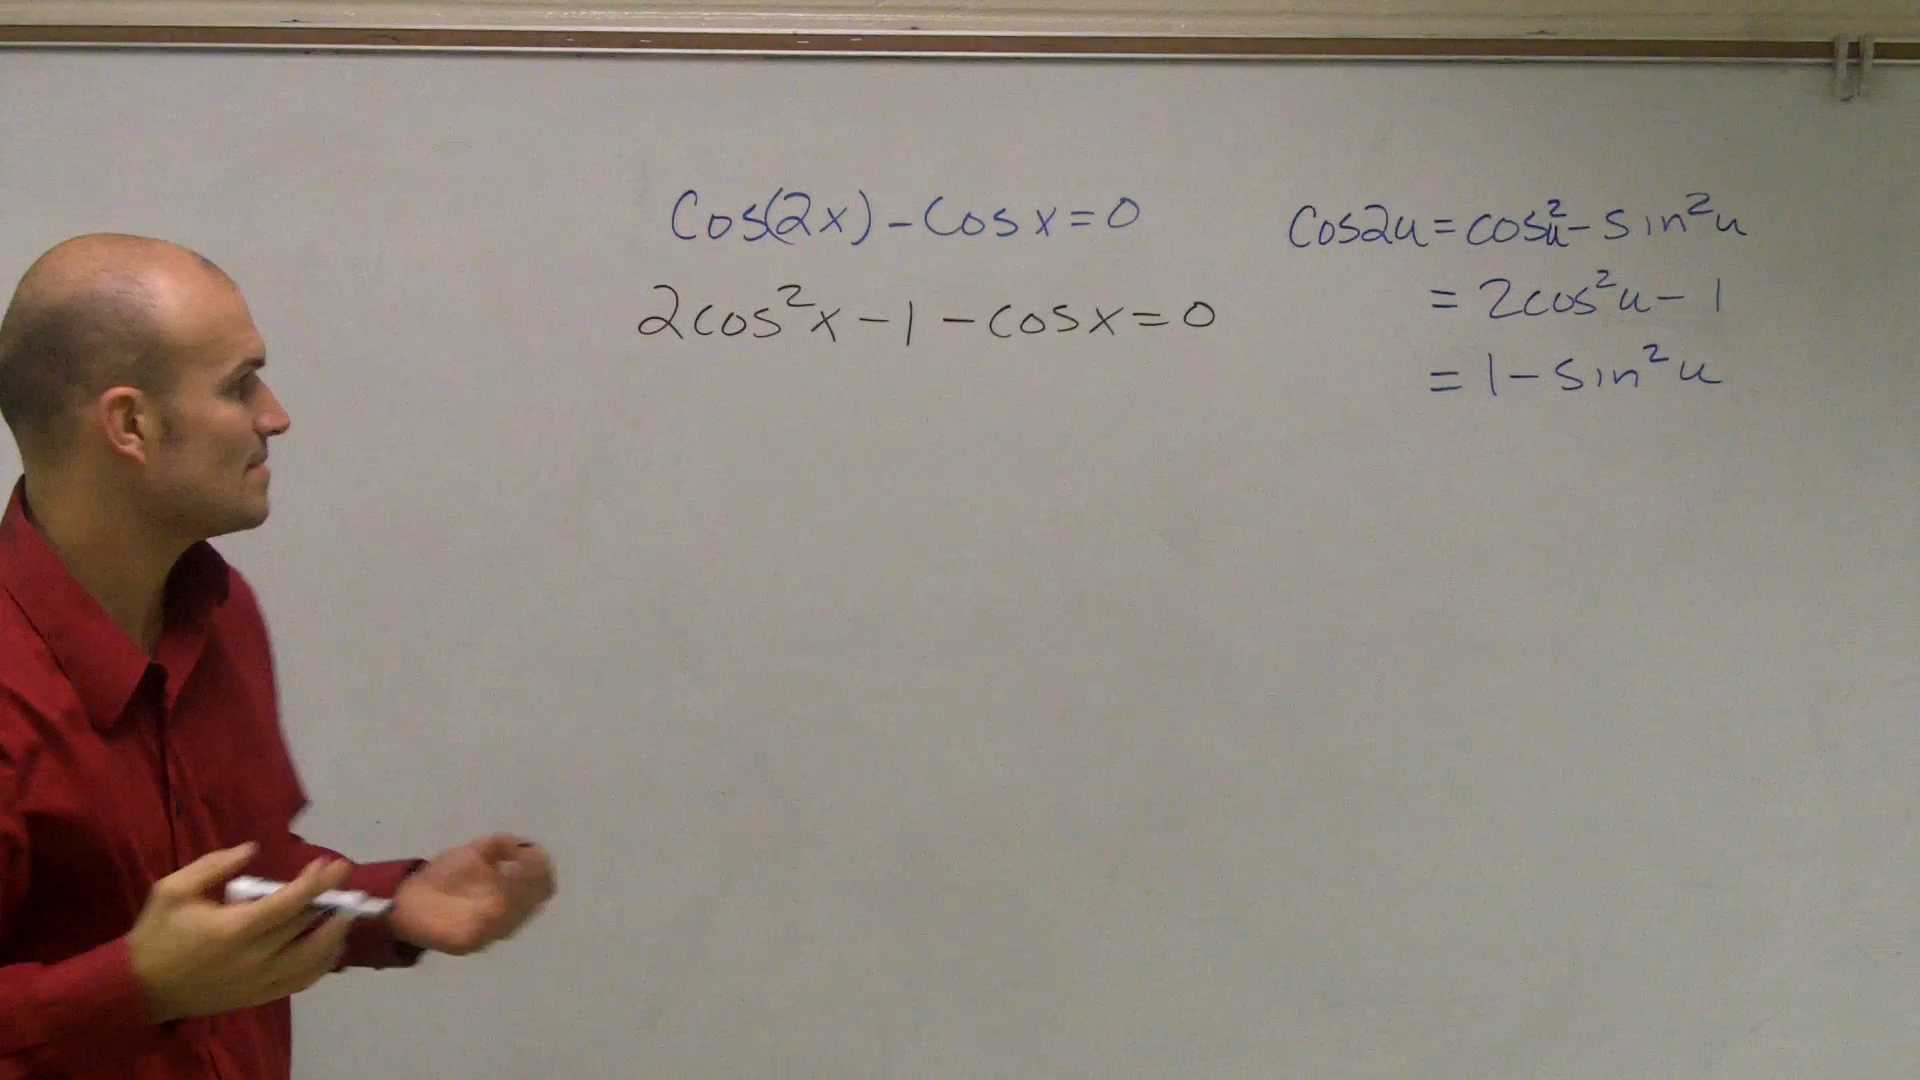 Cos(2x) - Cos x = 0
2cos²x - 1 - cos x = 0
Cos2u = cos²u - sin²u
= 2cos²u - 1
= 1 - sin²u